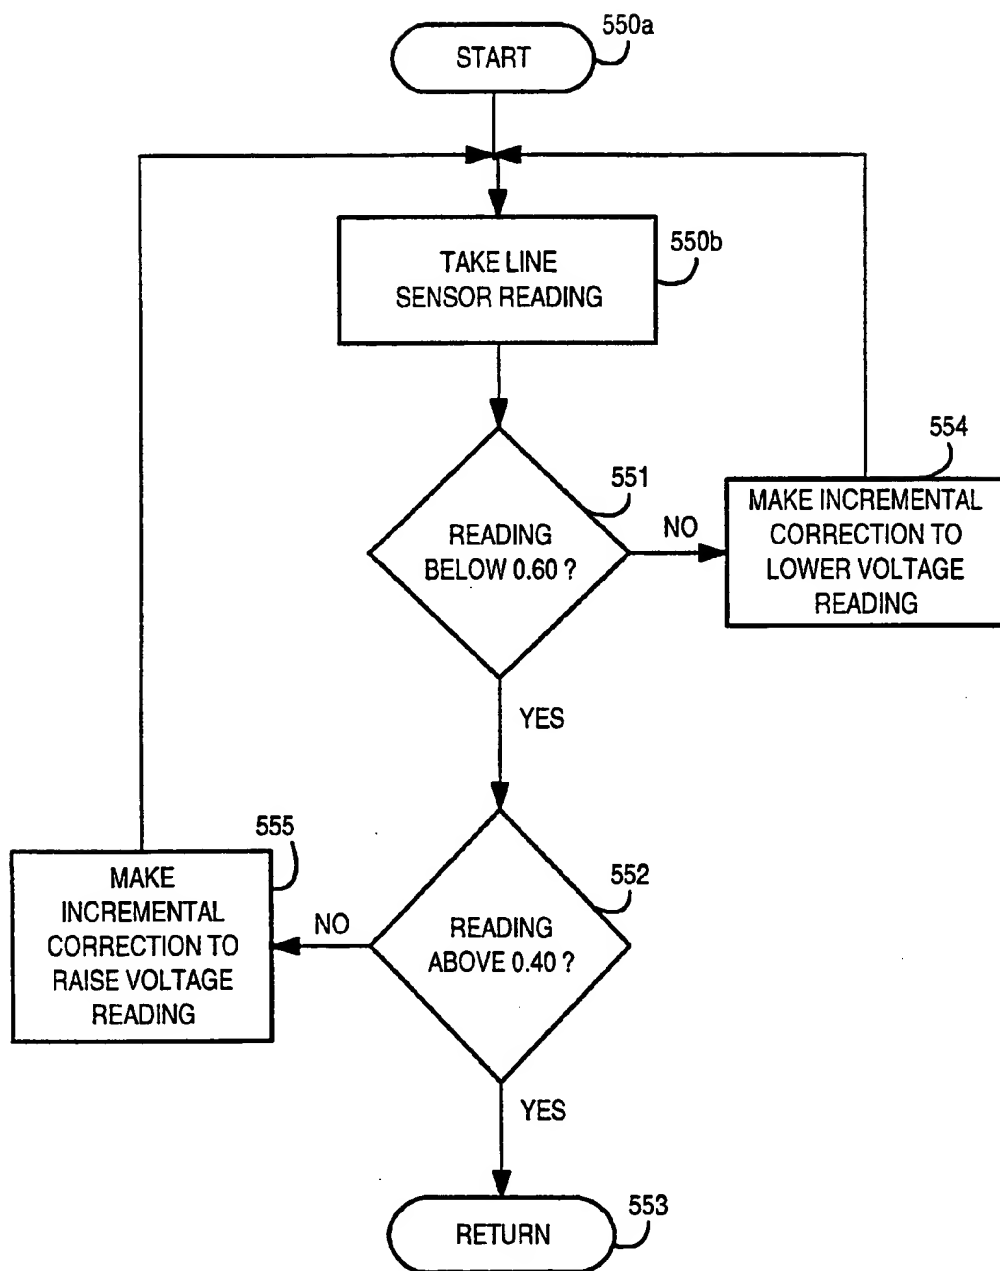 550a
START
TAKE LINE
SENSOR READING
550b
551
READING
BELOW 0.60 ?
NO
554
MAKE INCREMENTAL
CORRECTION TO
LOWER VOLTAGE
READING
YES
555
MAKE
INCREMENTAL
CORRECTION TO
RAISE VOLTAGE
READING
NO
552
READING
ABOVE 0.40 ?
YES
553
RETURN